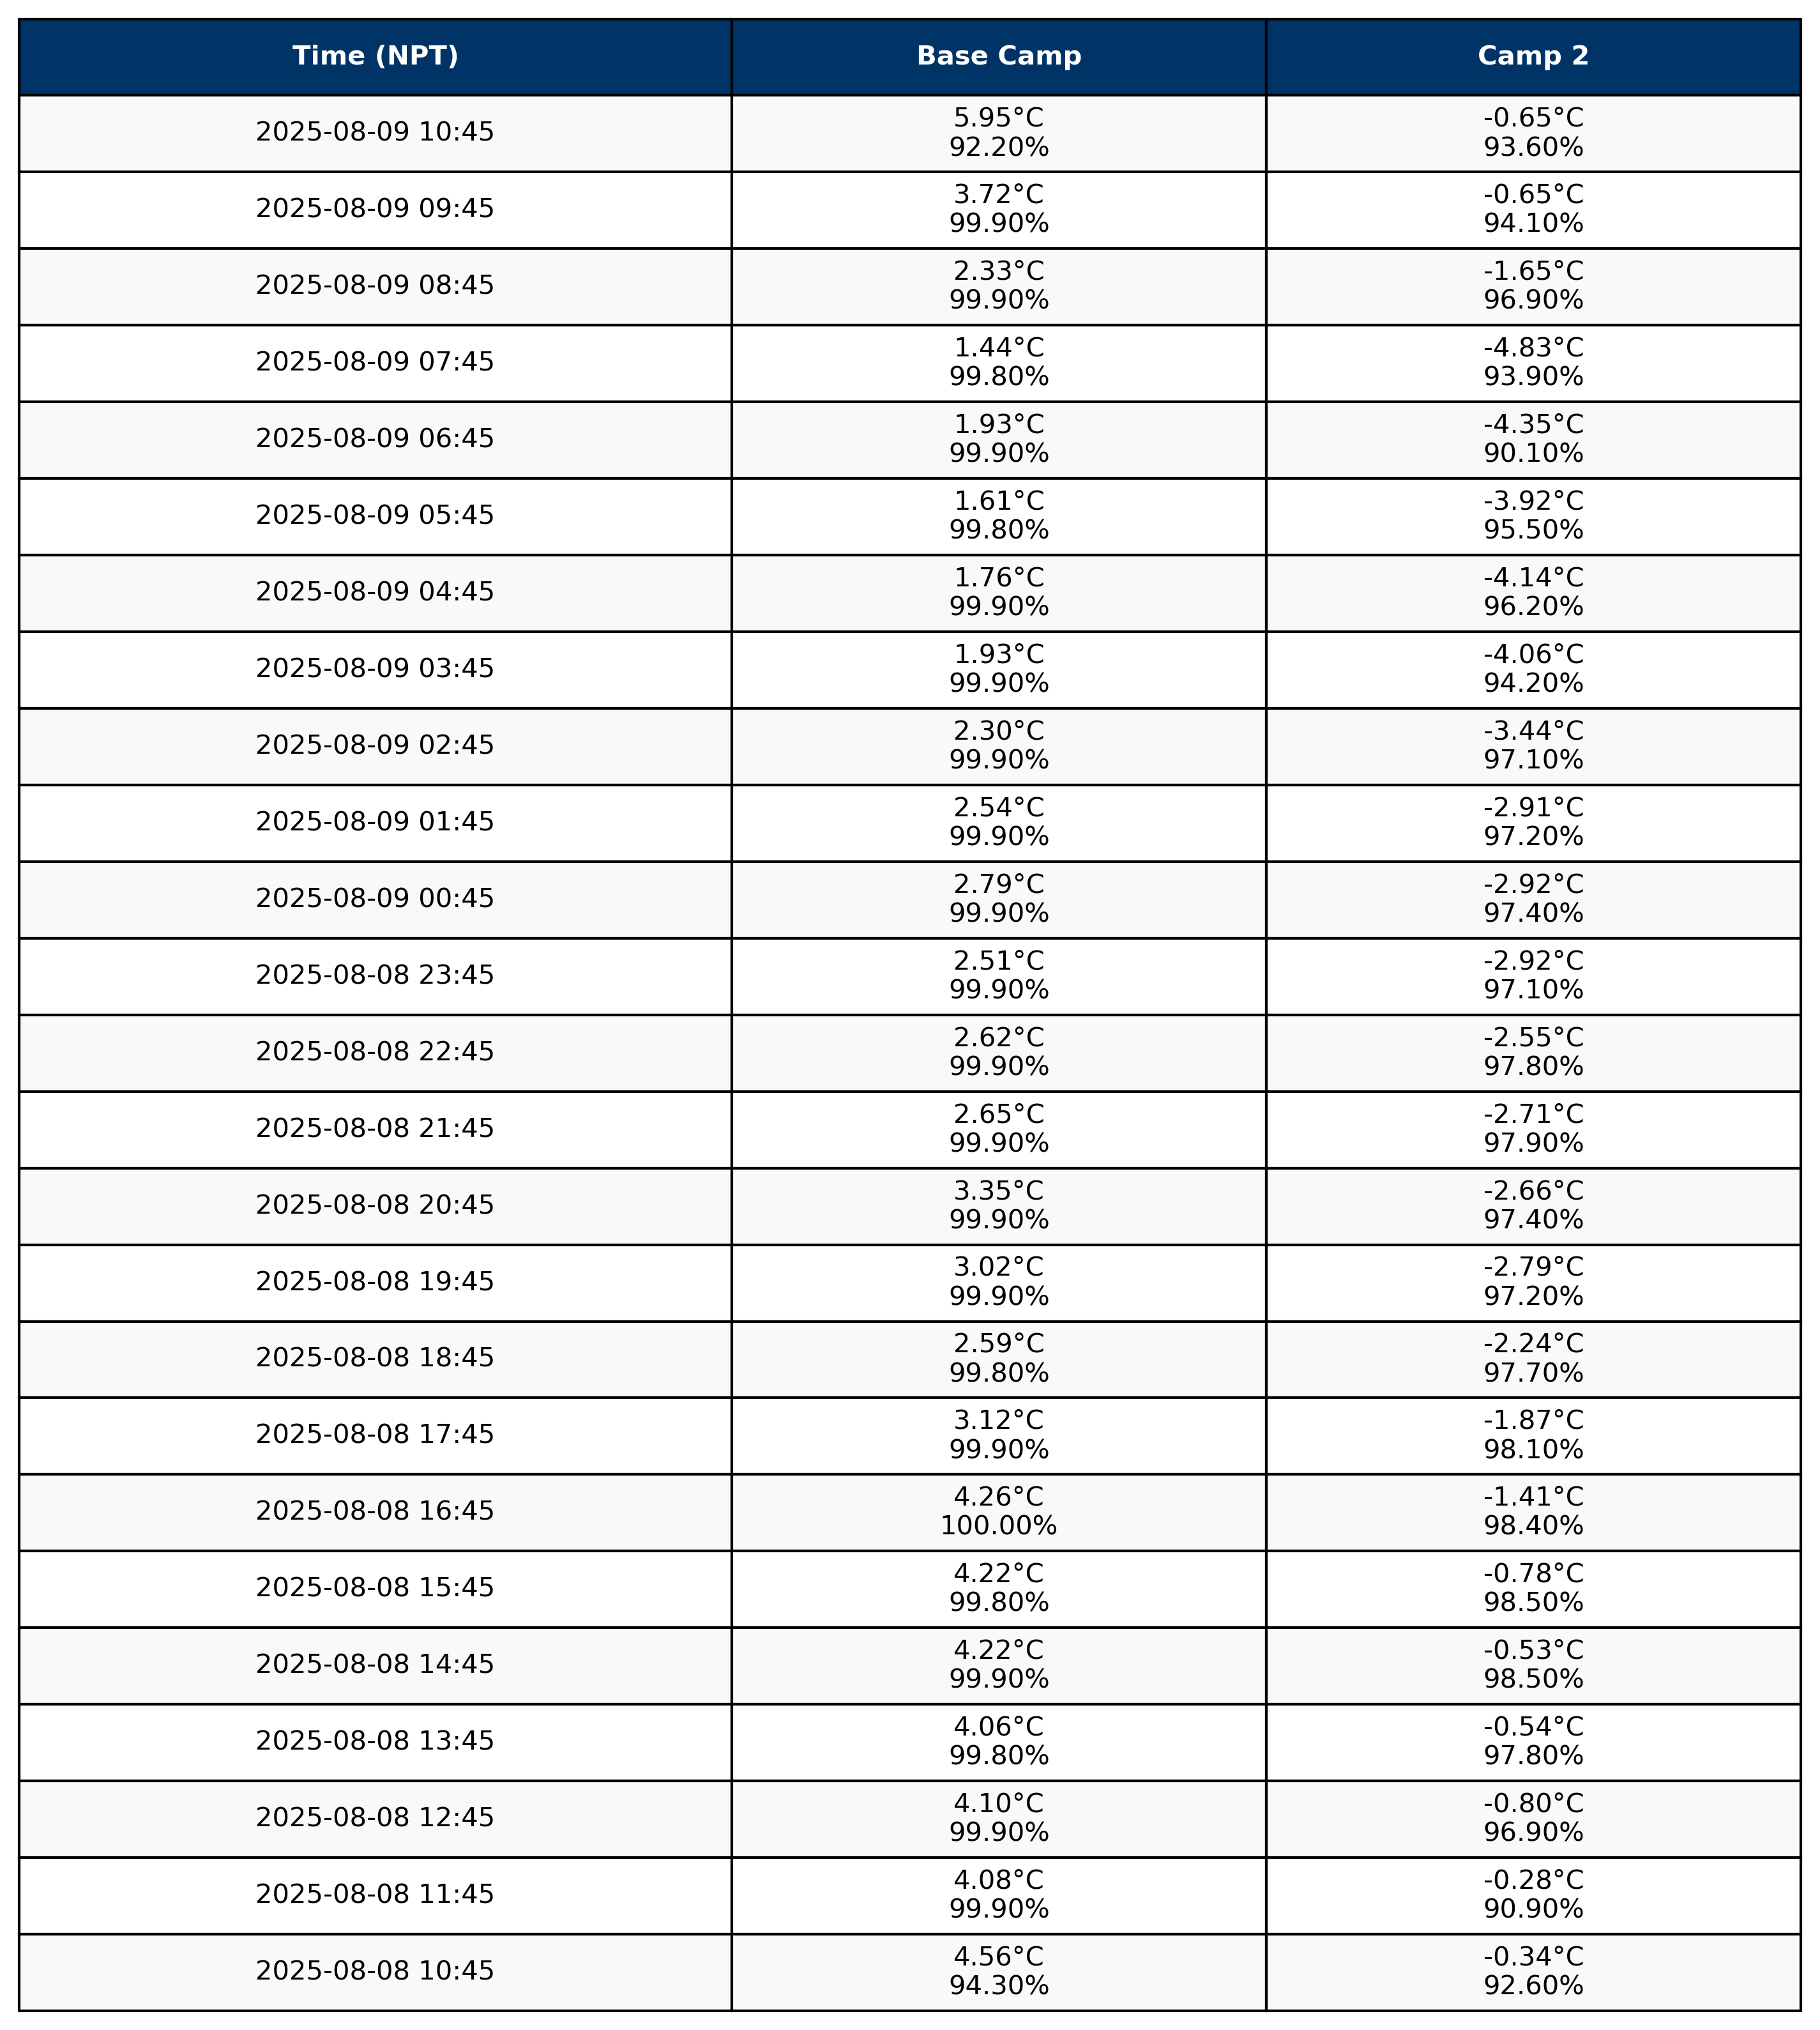 Time (NPT) Base Camp Camp 2
2025-08-09 10:45 5.95°C -0.65°C
92.20% 93.60%
2025-08-09 09:45 3.72°C -0.65°C
99.90% 94.10%
2025-08-09 08:45 2.33°C -1.65°C
99.90% 96.90%
2025-08-09 07:45 1.44°C -4.83°C
99.80% 93.90%
2025-08-09 06:45 1.93°C -4.35°C
99.90% 90.10%
2025-08-09 05:45 1.61°C -3.92°C
99.80% 95.50%
2025-08-09 04:45 1.76°C -4.14°C
99.90% 96.20%
2025-08-09 03:45 1.93°C -4.06°C
99.90% 94.20%
2025-08-09 02:45 2.30°C -3.44°C
99.90% 97.10%
2025-08-09 01:45 2.54°C -2.91°C
99.90% 97.20%
2025-08-09 00:45 2.79°C -2.92°C
99.90% 97.40%
2025-08-08 23:45 2.51°C -2.92°C
99.90% 97.10%
2025-08-08 22:45 2.62°C -2.55°C
99.90% 97.80%
2025-08-08 21:45 2.65°C -2.71°C
99.90% 97.90%
2025-08-08 20:45 3.35°C -2.66°C
99.90% 97.40%
2025-08-08 19:45 3.02°C -2.79°C
99.90% 97.20%
2025-08-08 18:45 2.59°C -2.24°C
99.80% 97.70%
2025-08-08 17:45 3.12°C -1.87°C
99.90% 98.10%
2025-08-08 16:45 4.26°C -1.41°C
100.00% 98.40%
2025-08-08 15:45 4.22°C -0.78°C
99.80% 98.50%
2025-08-08 14:45 4.22°C -0.53°C
99.90% 98.50%
2025-08-08 13:45 4.06°C -0.54°C
99.80% 97.80%
2025-08-08 12:45 4.10°C -0.80°C
99.90% 96.90%
2025-08-08 11:45 4.08°C -0.28°C
99.90% 90.90%
2025-08-08 10:45 4.56°C -0.34°C
94.30% 92.60%